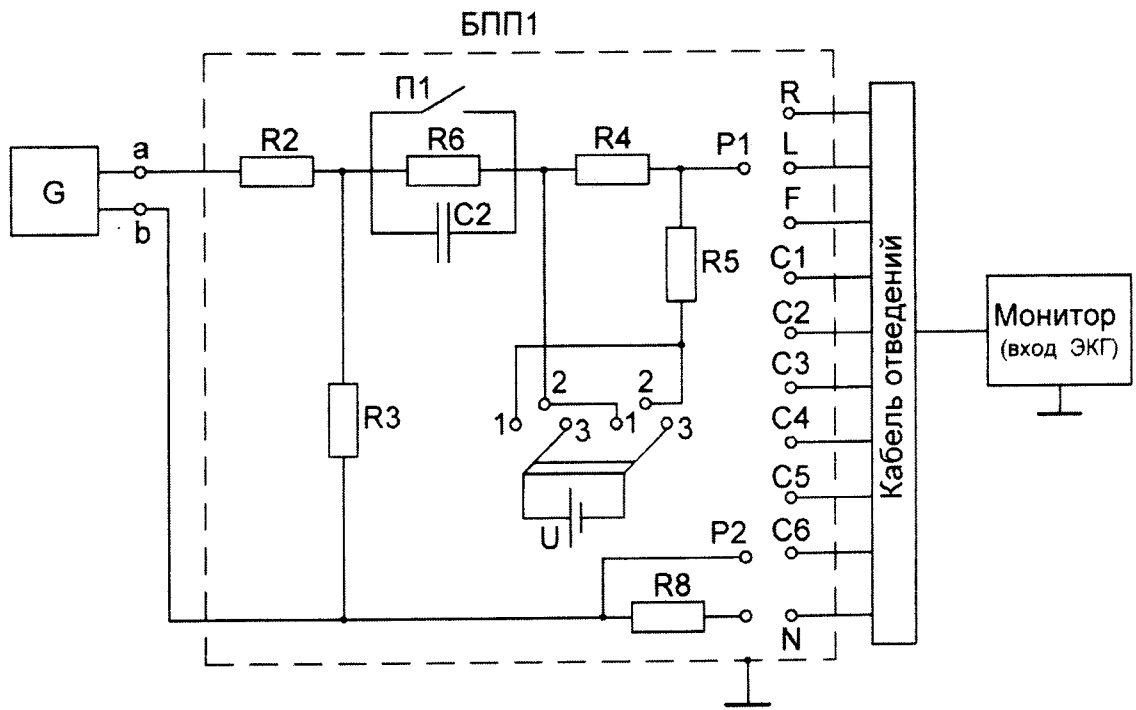 БПП1
R
П1
a
R2
R6
R4
P1
L
G
b
C2
F
R5
C1
C2
Монитор
(вход ЭКГ)
C3
2
2
R3
1
3
1
3
C4
Кабель отведений
C5
U
P2
C6
R8
N